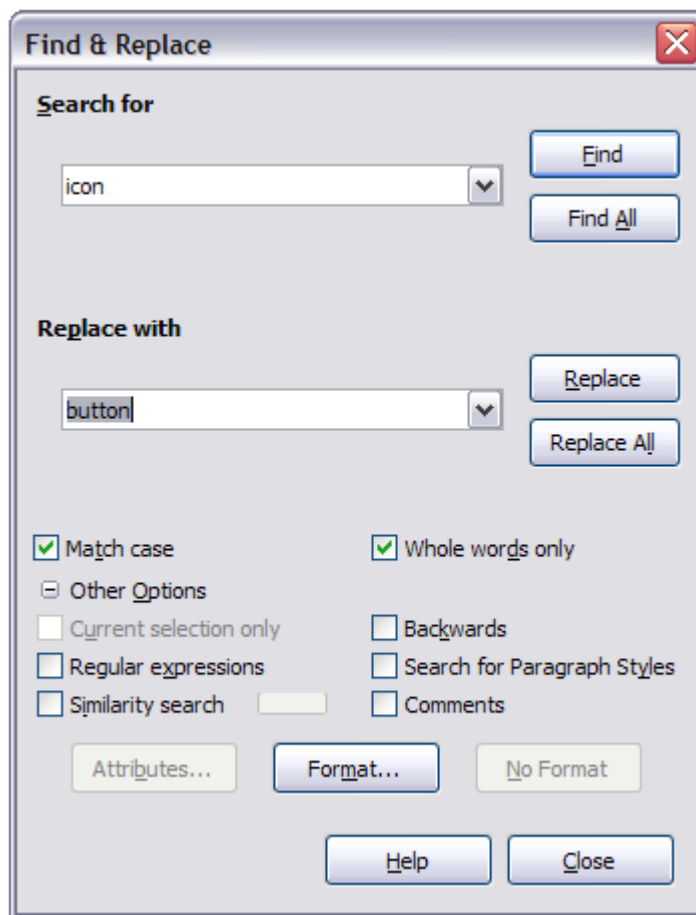 Find & Replace
Search for
icon
Find
Find All
Replace with
button
Replace
Replace All
Match case
Whole words only
Other Options
Current selection only
Backwards
Regular expressions
Search for Paragraph Styles
Similarity search
Comments
Attributes...
Format...
No Format
Help
Close